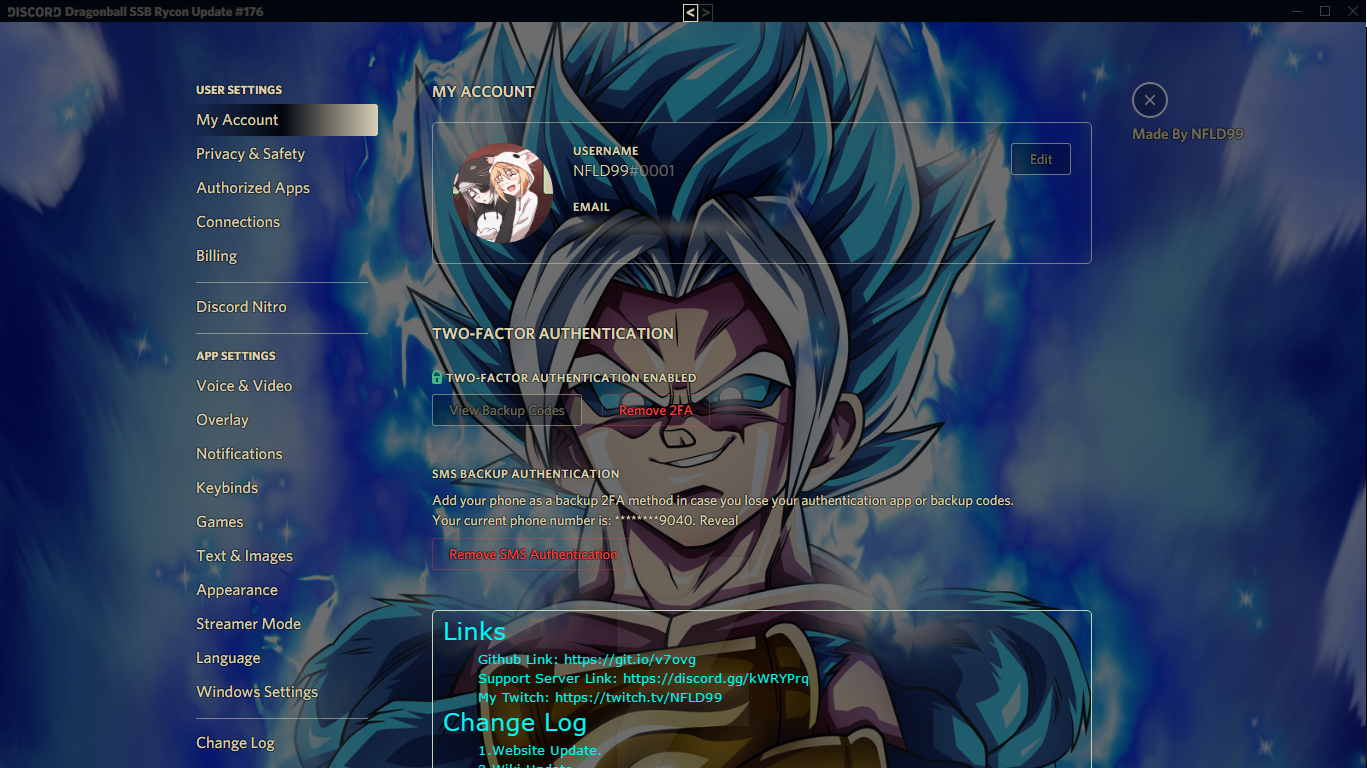 DISCORD Dragonball SSB Rycon Update #176
< >
USER SETTINGS
My Account
Privacy & Safety
Authorized Apps
Connections
Billing
Discord Nitro
APP SETTINGS
Voice & Video
Overlay
Notifications
Keybinds
Games
Text & Images
Appearance
Streamer Mode
Language
Windows Settings
Change Log
MY ACCOUNT
USERNAME
NFLD99#0001
EMAIL
Edit
Made By NFLD99
TWO-FACTOR AUTHENTICATION
TWO-FACTOR AUTHENTICATION ENABLED
View Backup Codes
Remove 2FA
SMS BACKUP AUTHENTICATION
Add your phone as a backup 2FA method in case you lose your authentication app or backup codes.
Your current phone number is: ********9040. Reveal
Remove SMS Authentication
Links
Github Link: https://git.io/v7ovg
Support Server Link: https://discord.gg/kWRYPrq
My Twitch: https://twitch.tv/NFLD99
Change Log
1.Website Update.
2.Wiki Update